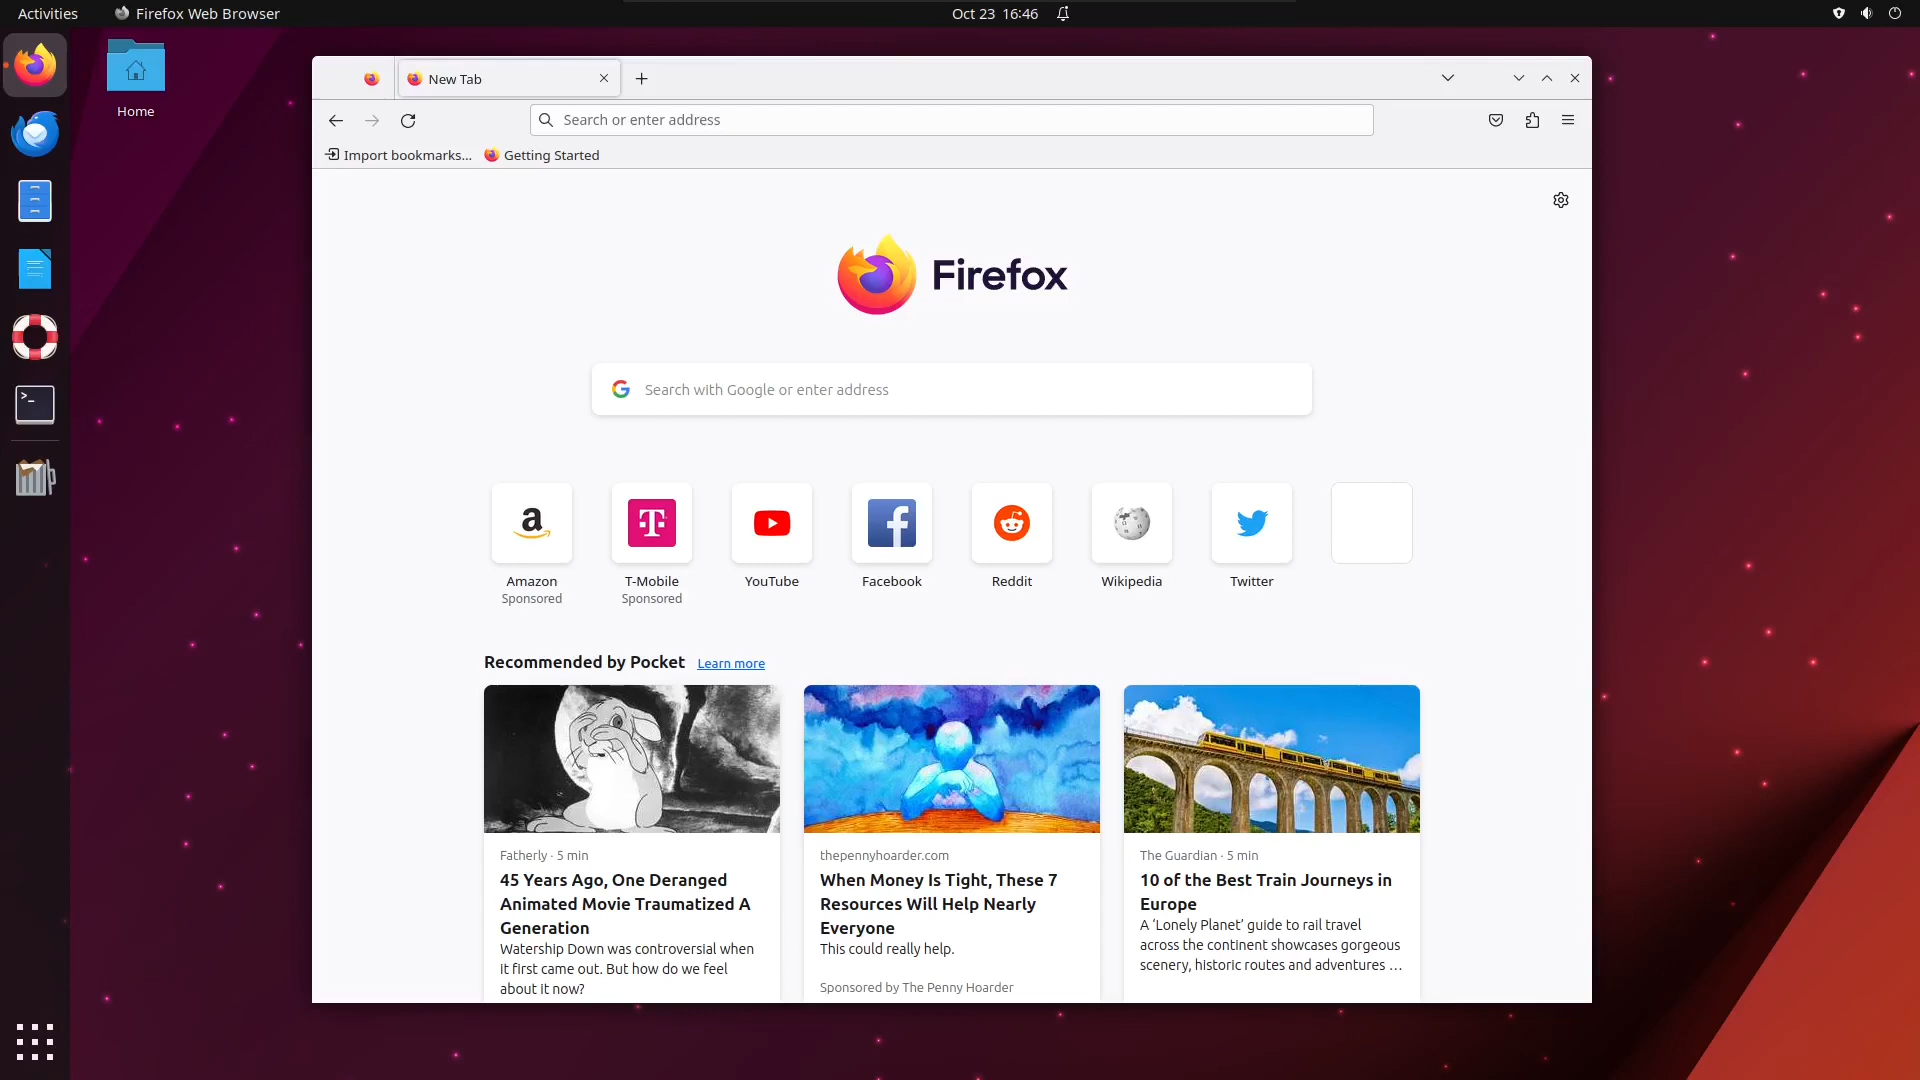 Activities
Firefox Web Browser
Oct 23 16:46
Home
New Tab
Search or enter address
Import bookmarks...
Getting Started
Firefox
Search with Google or enter address
Amazon
Sponsored
T-Mobile
Sponsored
YouTube
Facebook
Reddit
Wikipedia
Twitter
Recommended by Pocket Learn more
Fatherly · 5 min
45 Years Ago, One Deranged
Animated Movie Traumatized A
Generation
Watership Down was controversial when
it first came out. But how do we feel
about it now?
thepennyhoarder.com
When Money Is Tight, These 7
Resources Will Help Nearly
Everyone
This could really help.
Sponsored by The Penny Hoarder
The Guardian · 5 min
10 of the Best Train Journeys in
Europe
A ‘Lonely Planet’ guide to rail travel
across the continent showcases gorgeous
scenery, historic routes and adventures …